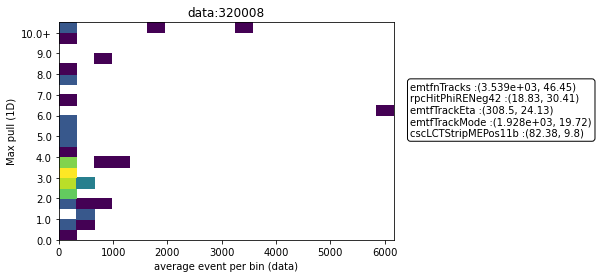 data:320008
10.0+
9.0
8.0
7.0
6.0
5.0
4.0
3.0
2.0
1.0
0.0
Max pull (1D)
0 1000 2000 3000 4000 5000 6000
average event per bin (data)
emtfnTracks :(3.539e+03, 46.45)
rpcHitPhiRENeg42 :(18.83, 30.41)
emtfTrackEta :(308.5, 24.13)
emtfTrackMode :(1.928e+03, 19.72)
cscLCTStripMEPos11b :(82.38, 9.8)